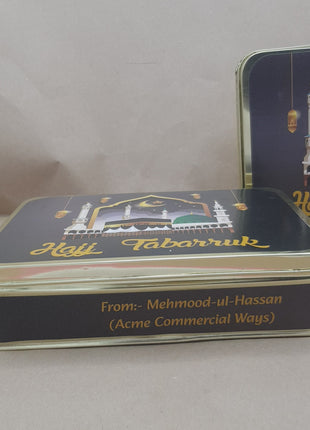 Hajj Tabarruk
From:- Mehmood-ul-Hassan
(Acme Commercial Ways)